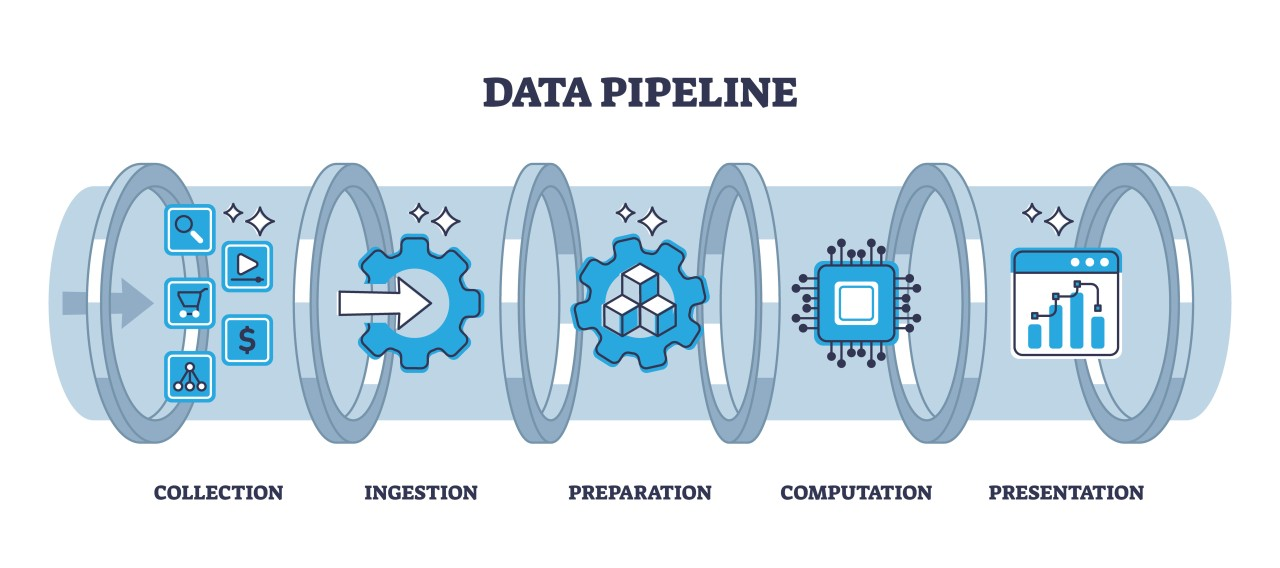 DATA PIPELINE
$
COLLECTION
INGESTION
PREPARATION
COMPUTATION
PRESENTATION